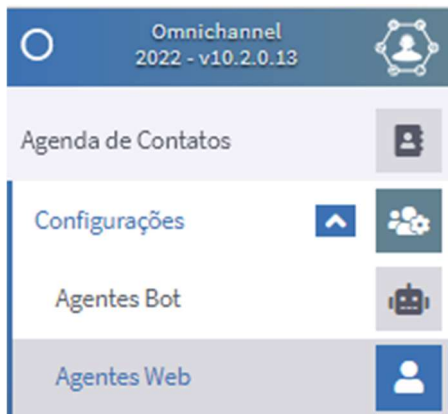 Omnichannel
2022 - v10.2.0.13
Agenda de Contatos
Configurações
Agentes Bot
Agentes Web